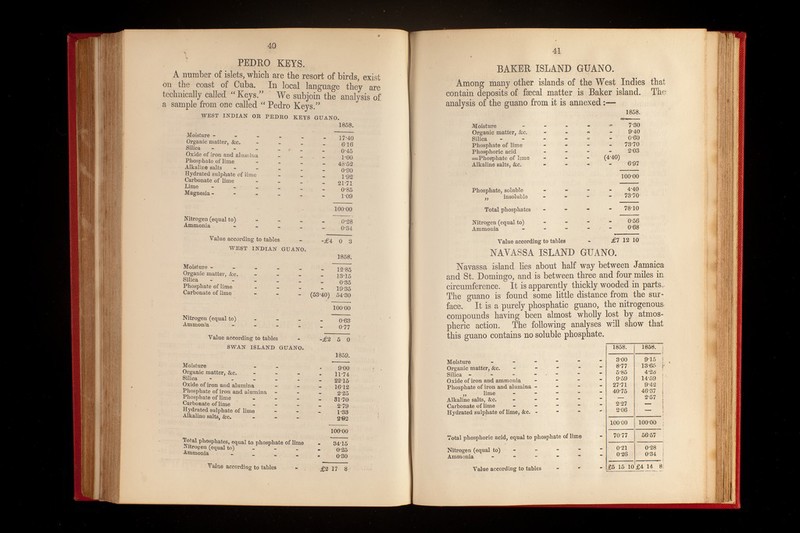 40
PEDRO KEYS.
A number of islets, which are the resort of birds, exist
on the coast of Cuba. In local language they are
technically called “Keys.” We subjoin the analysis of
a sample from one called “Pedro Keys.”
WEST INDIAN OR PEDRO KEYS GUANO.
1858.
Moisture - - - - - - 17·46
Organic matter, &c. - - - - 6·16
Silica - - - - - - 0·45
Oxide of iron and alumina - - - 1·00
Phosphate of lime - - - - 48·52
Alkaline salts - - - - -
Hydrated sulphate of lime - - - 1·92
Carbonate of lime - - - - 21·71
Lime - - - - - - 0·85
Magnesia - - - - - - 1·03
100·00
Nitrogen (equal to) - - - - 0·28
Ammonia - - - - - 0·34
Value according to tables - -£4 0 3
WEST INDIAN GUANO.
1858.
Moisture - - - - - - 12·85
Organic matter, &c. - - - - 13·15
Silica - - - - - - 0·35
Phosphate of lime - - - - 19·35
Carbonate of lime - - - (53·40) 54·30
100·00
Nitrogen (equal to) - - - - 0·63
Ammonia - - - - - 0·77
Value according to tables - -£2 5 0
SWAN ISLAND GUANO.
1859.
Moisture - - - - - 9·00
Organic matter, &c. - - - - 11·74
Silica - - - - - - 22·15
Oxide of iron and alumina - - - 16·12
Phosphate of iron and alumina - - - 2·25
Phosphate of lime - - - - 31·70
Carbonate of lime - - - - 2·79
Hydrated sulphate of lime - - - 1·33
Alkaline salts, &c. - - - - 2·92
100·00
Total phosphates, equal to phosphate of lime - 34·15
Nitrogen (equal to) - - - - 0·25
Ammonia - - - - - 0·30
Value according to tables - £2 17 8
41
BAKER ISLAND GUANO.
Among many other islands of the West Indies that
contain deposits of fæcal matter is Baker island. The
analysis of the guano from it is annexed:—
1858.
Moisture - - - - - 7·30
Organic matter, &c. - - - - 9·40
Silica - - - - - - 0·60
Phosphate of lime - - - - 73·70
Phosphoric acid - - - - 2·03
=Phosphate of lime - - - (4·40)
Alkaline salts, &c. - - - - 6·97
100·00
Phosphate, soluble - - - - 4·40
„ insoluble - - - - 73·70
Total phosphates - - - - 78·10
Nitrogen (equal to) - - - - 0·56
Ammonia - - - - - 0·68
Value according to tables - £7 12 10
NAVASSA ISLAND GUANO.
Navassa island lies about half way between Jamaica
and St. Domingo, and is between three and four miles in
circumference. It is apparently thickly wooded in parts.
The guano is found some little distance from the sur-
face. It is a purely phosphatic guano, the nitrogenous
compounds having been almost wholly lost by atmos-
pheric action. The following analyses will show that
this guano contains no soluble phosphate.
1858. 1858.
Moisture - - - - - - 3·00 9·15
Organic matter, &c. - - - - - 8·77 13·65
Silica - - - - - - 5·85
Oxide of iron and ammonia - - - - 9·59 14·59
Phosphate of iron and alumina - - - - 27·71 9·42
„ lime - - - - - 40·75 46·37
Alkaline salts, &c. - - - - - — 2·57
Carbonate of lime - - - - - 2·27 —
Hydrated sulphate of lime, &c. - - - - 2·06 —
100·00 100·00
Total phosphoric acid, equal to phosphate of lime - 70·77 56·57
Nitrogen (equal to) - - - - - 0·21 0·28
Ammonia - - - - - - 0·26 0·34
Value according to tables - - - £5 15 10 £4 14 8